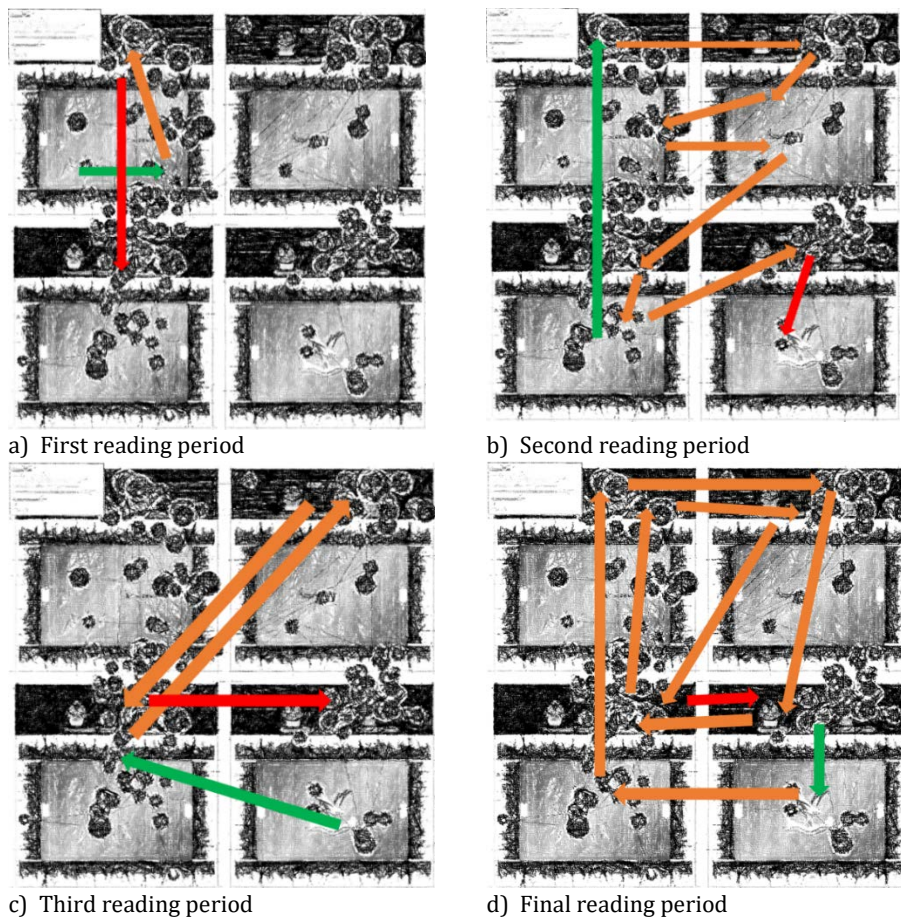 a) First reading period
b) Second reading period
c) Third reading period
d) Final reading period